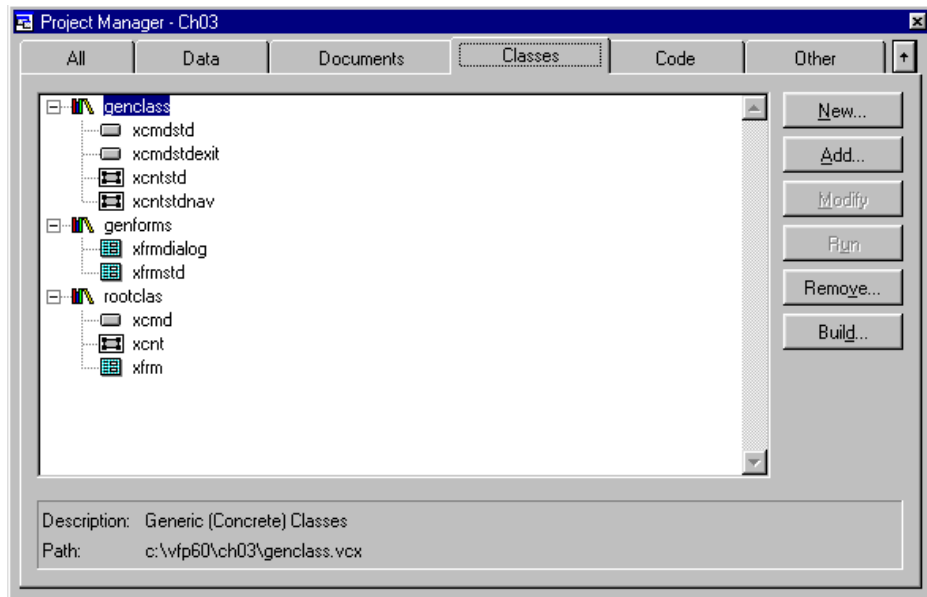 Project Manager - Ch03
All Data Documents Classes Code Other
genclass
xcmdstd
xcmdstdexit
xcntstd
xcntstdnav
genforms
xfrmdialog
xfrmstd
rootclas
xcmd
xcnt
xfrm
New...
Add...
Modify
Run
Remove...
Build...
Description: Generic (Concrete) Classes
Path: c:\vfp60\ch03\genclass.vcx